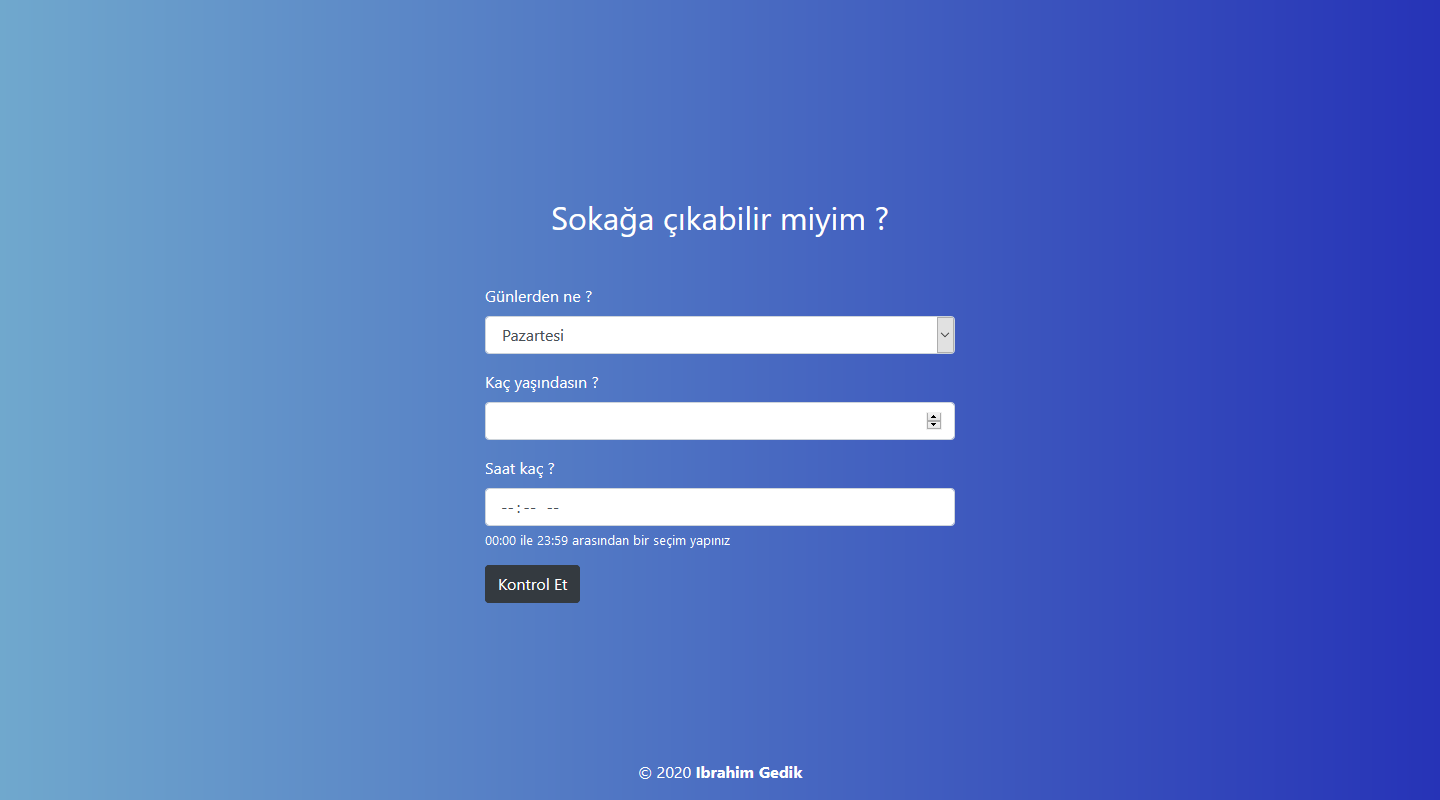 Sokağa çıkabilir miyim ?
Günlerden ne ?
Pazartesi
Kaç yaşındasın ?
Saat kaç ?
--:-- --
00:00 ile 23:59 arasından bir seçim yapınız
Kontrol Et
© 2020 Ibrahim Gedik